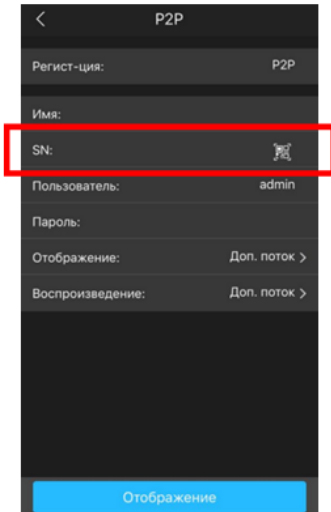 P2P
Регист-ция: P2P
Имя:
SN:
Пользователь: admin
Пароль:
Отображение: Доп. поток >
Воспроизведение: Доп. поток >
Отображение